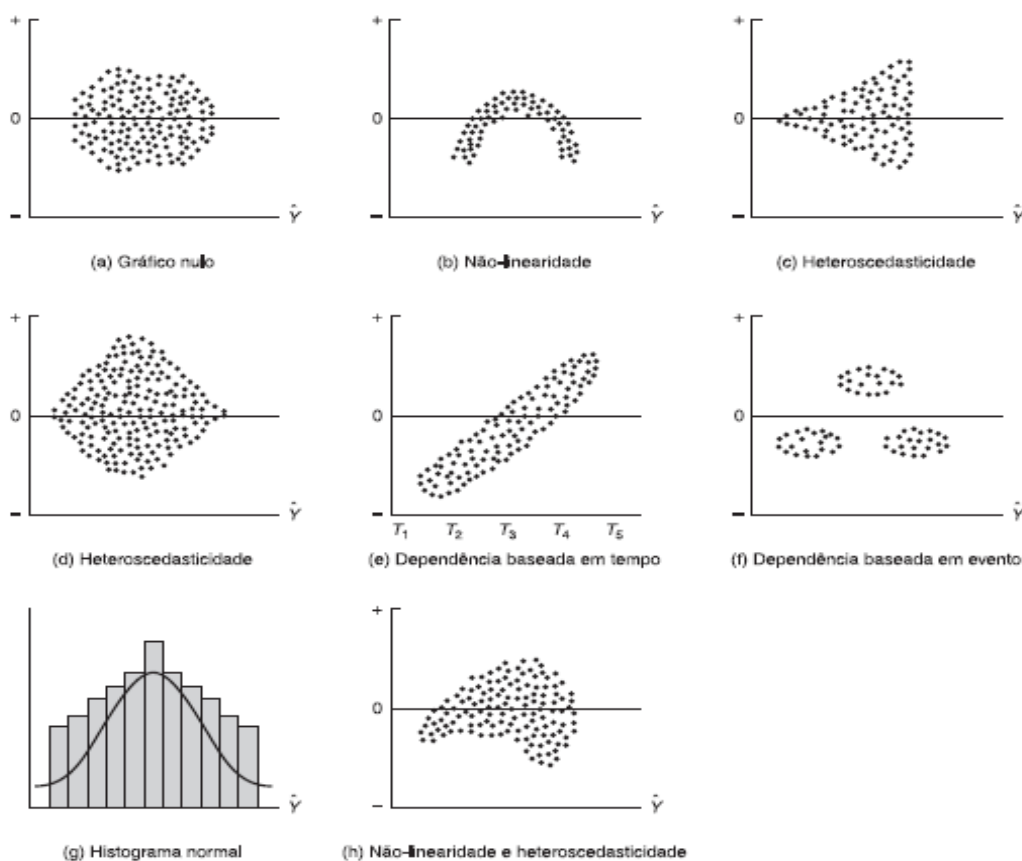 +
0
−
Ŷ
(a) Gráfico nulo
+
0
−
Ŷ
(b) Não-linearidade
+
0
−
Ŷ
(c) Heteroscedasticidade
+
0
−
Ŷ
(d) Heteroscedasticidade
+
0
−
T₁ T₂ T₃ T₄ T₅
(e) Dependência baseada em tempo
+
0
−
Ŷ
(f) Dependência baseada em evento
Ŷ
(g) Histograma normal
+
0
−
Ŷ
(h) Não-linearidade e heteroscedasticidade